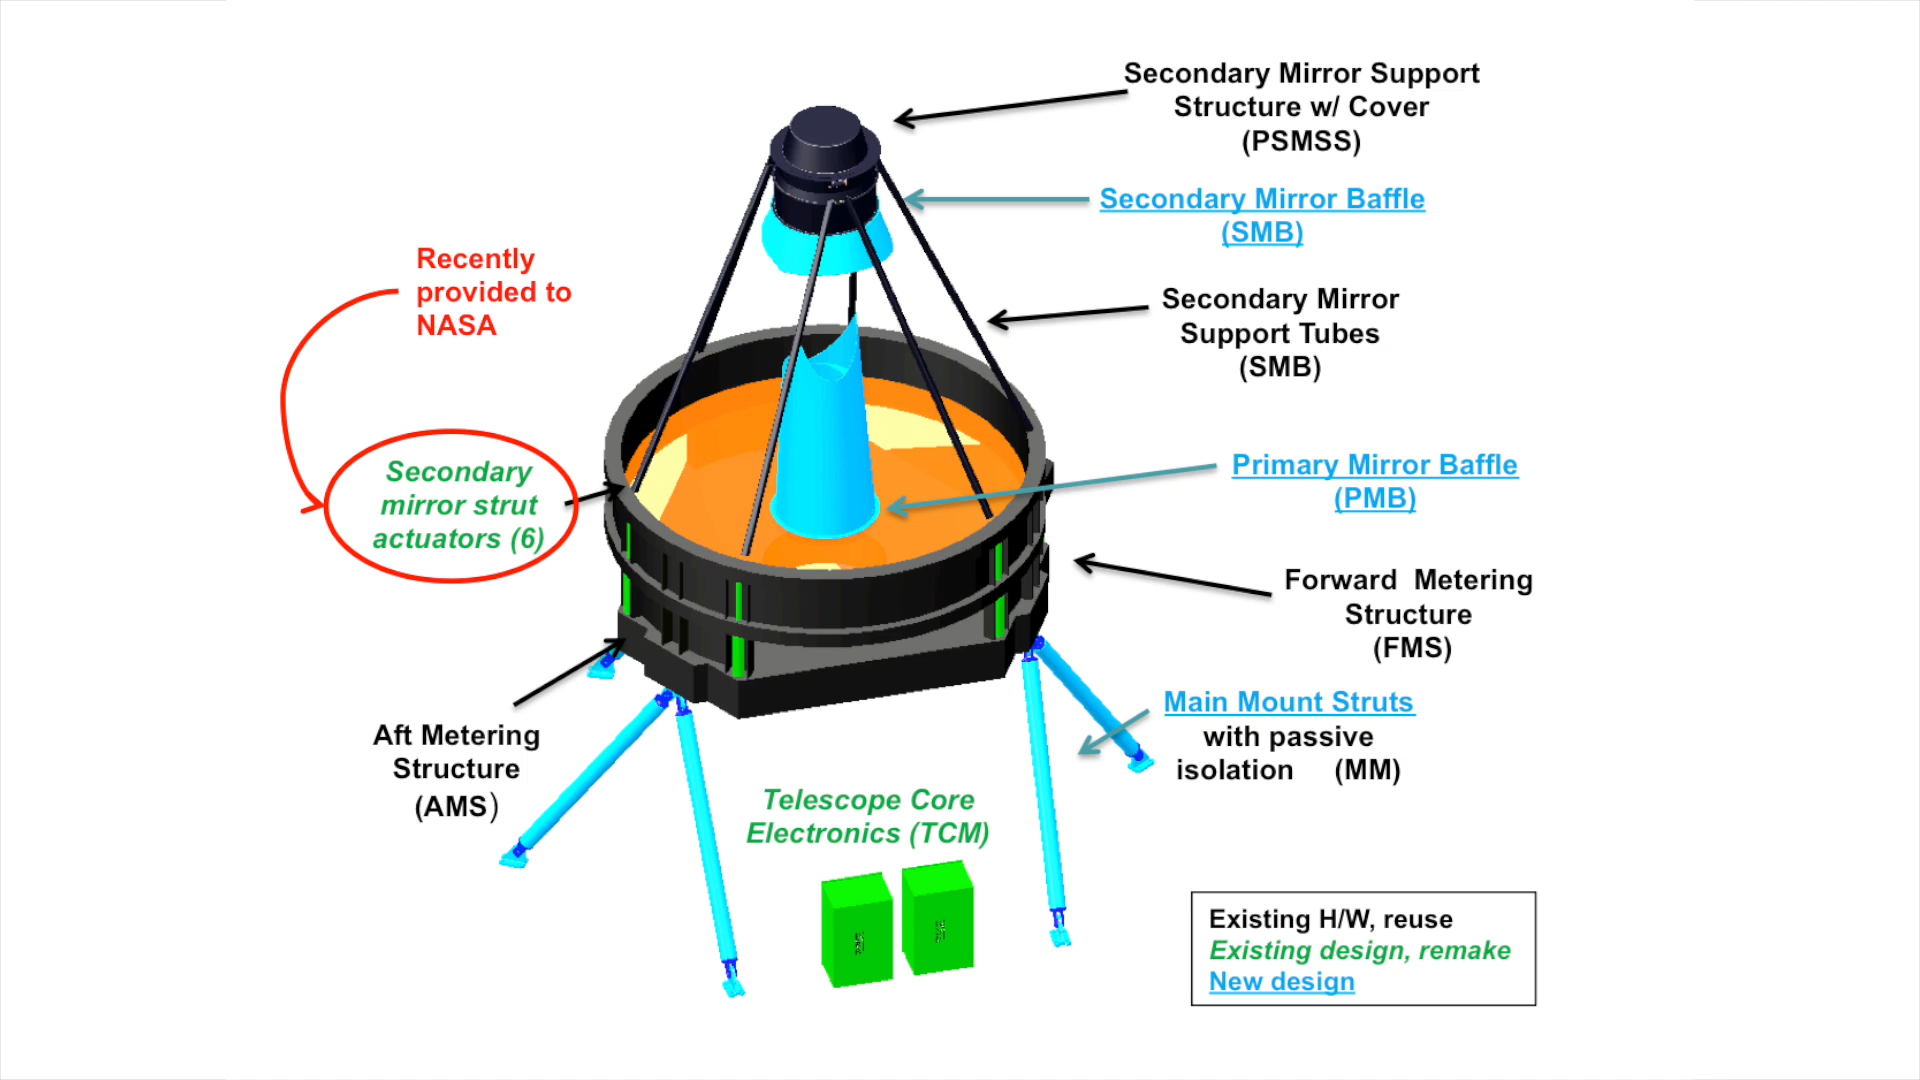 Secondary Mirror Support
Structure w/ Cover
(PSMSS)
Secondary Mirror Baffle
(SMB)
Recently
provided to
NASA
Secondary Mirror
Support Tubes
(SMB)
Secondary
mirror strut
actuators (6)
Primary Mirror Baffle
(PMB)
Forward Metering
Structure
(FMS)
Aft Metering
Structure
(AMS)
Main Mount Struts
with passive
isolation (MM)
Telescope Core
Electronics (TCM)
Existing H/W, reuse
Existing design, remake
New design